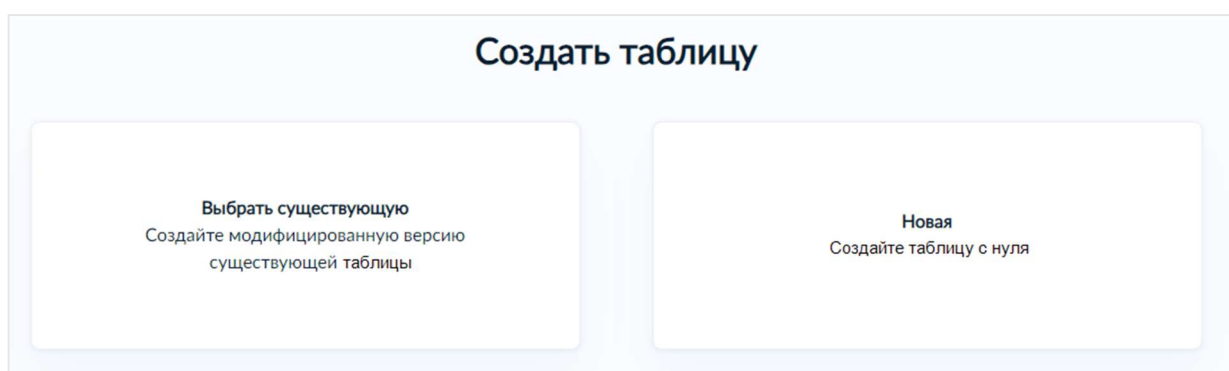 Создать таблицу
Выбрать существующую
Создайте модифицированную версию
существующей таблицы
Новая
Создайте таблицу с нуля